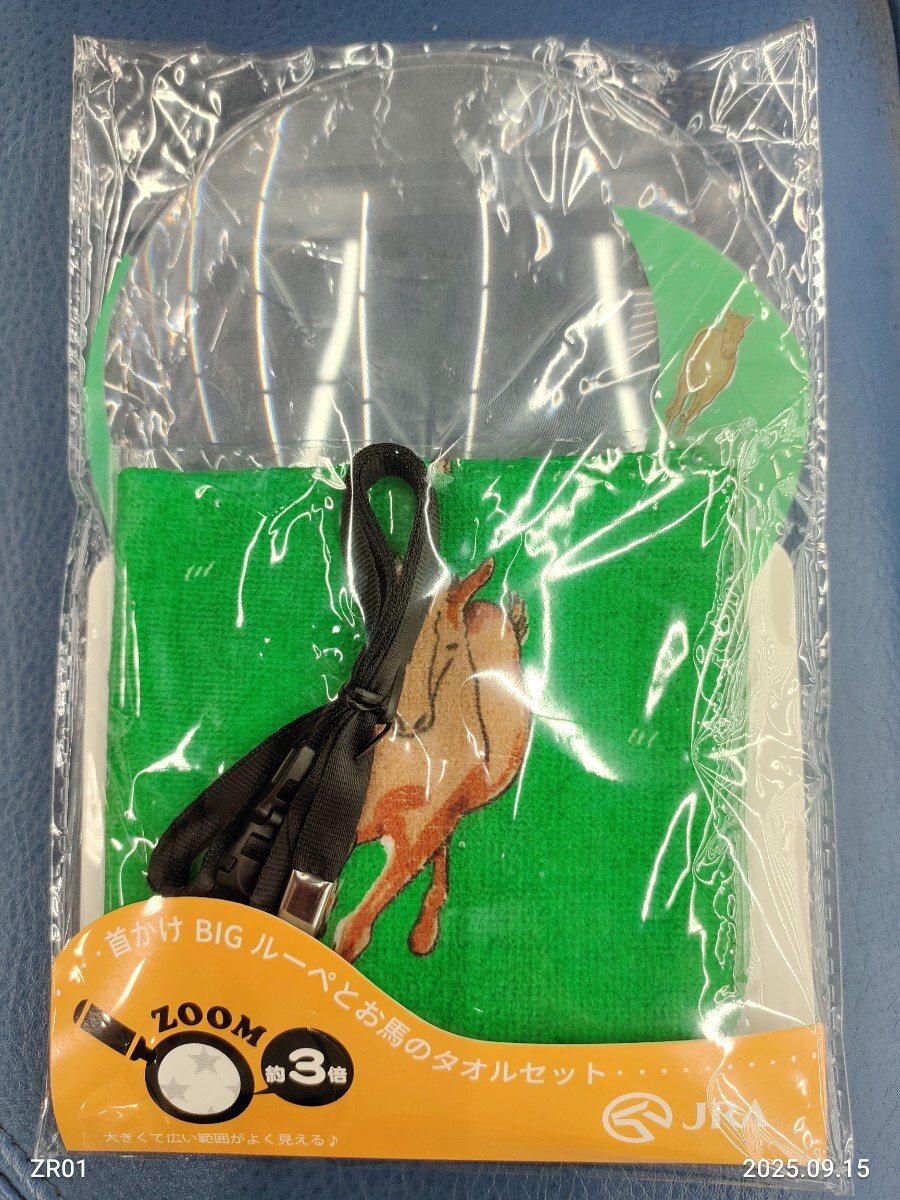 首かけ BIG ルーペとお馬のタオルセット
ZOOM
約3倍
大きくて広い範囲がよく見える♪
JRA
ZR01
2025.09.15